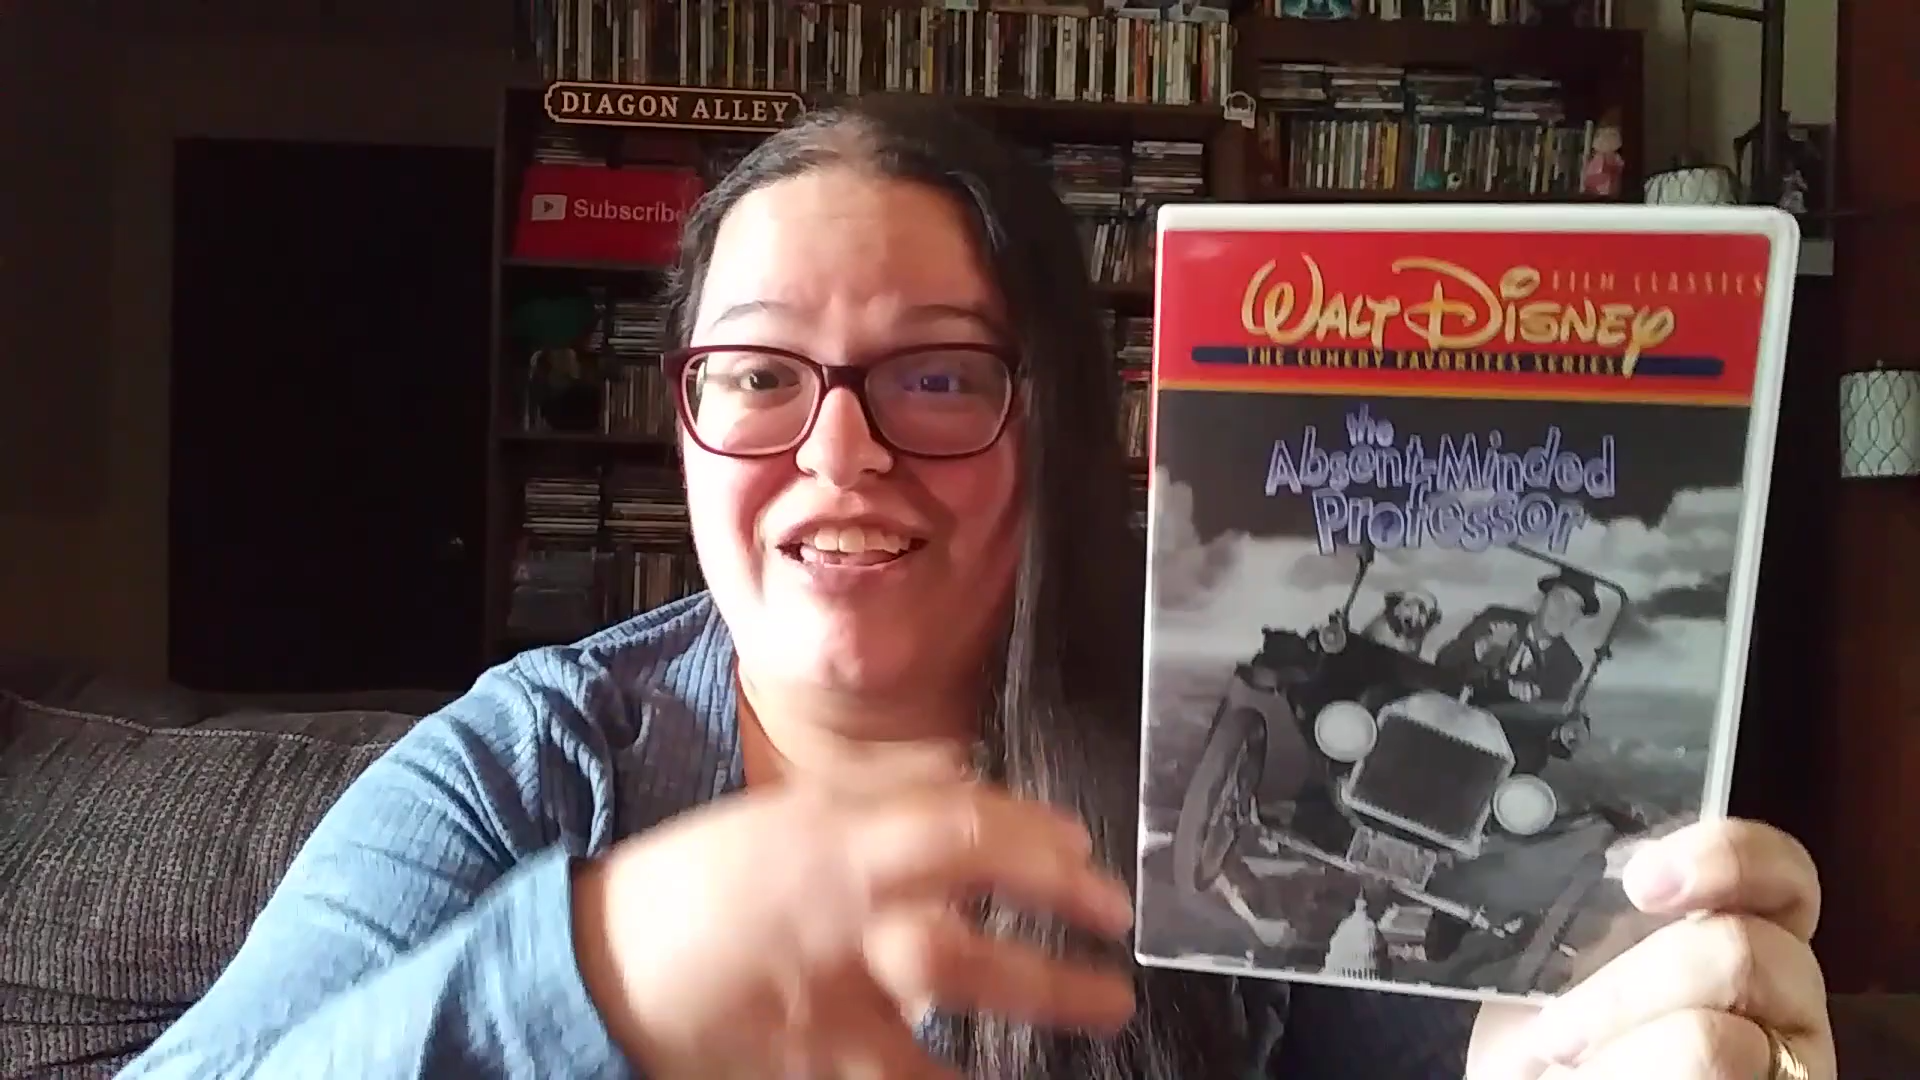 DIAGON ALLEY
Subscribe
FILM CLASSICS
WALT DISNEY
THE COMEDY FAVORITES SERIES
the
Absent-Minded
Professor